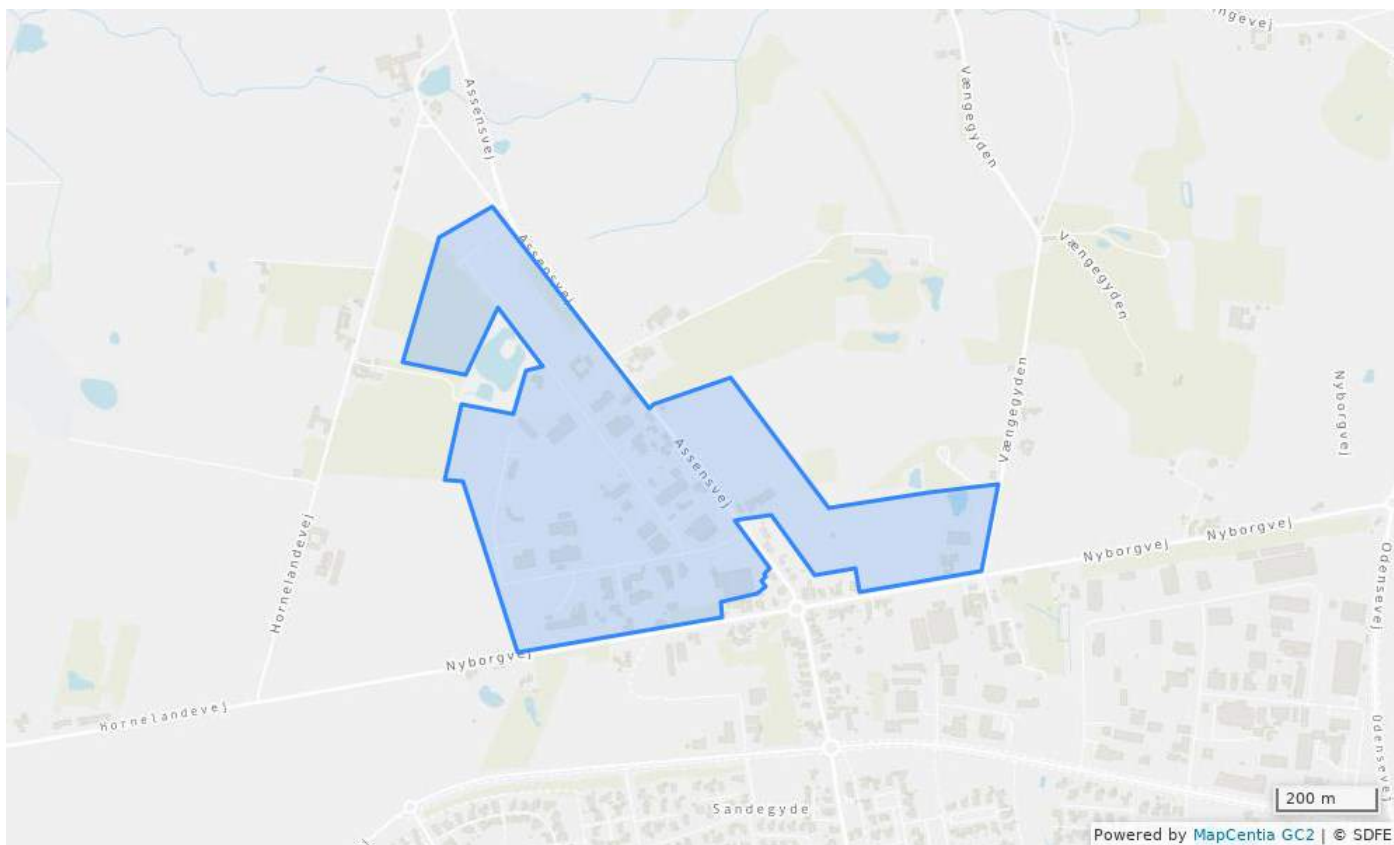 ngevej
Assensvej
Vængegyden
Assensvej
Vængegyden
Vængegyden
Nyborgvej
Assensvej
Hornelandevej
Nyborgvej
Nyborgvej
Odensevej
Nyborgvej
Hornelandevej
Odensevej
Sandegyde
200 m
Powered by MapCentia GC2 | © SDFE